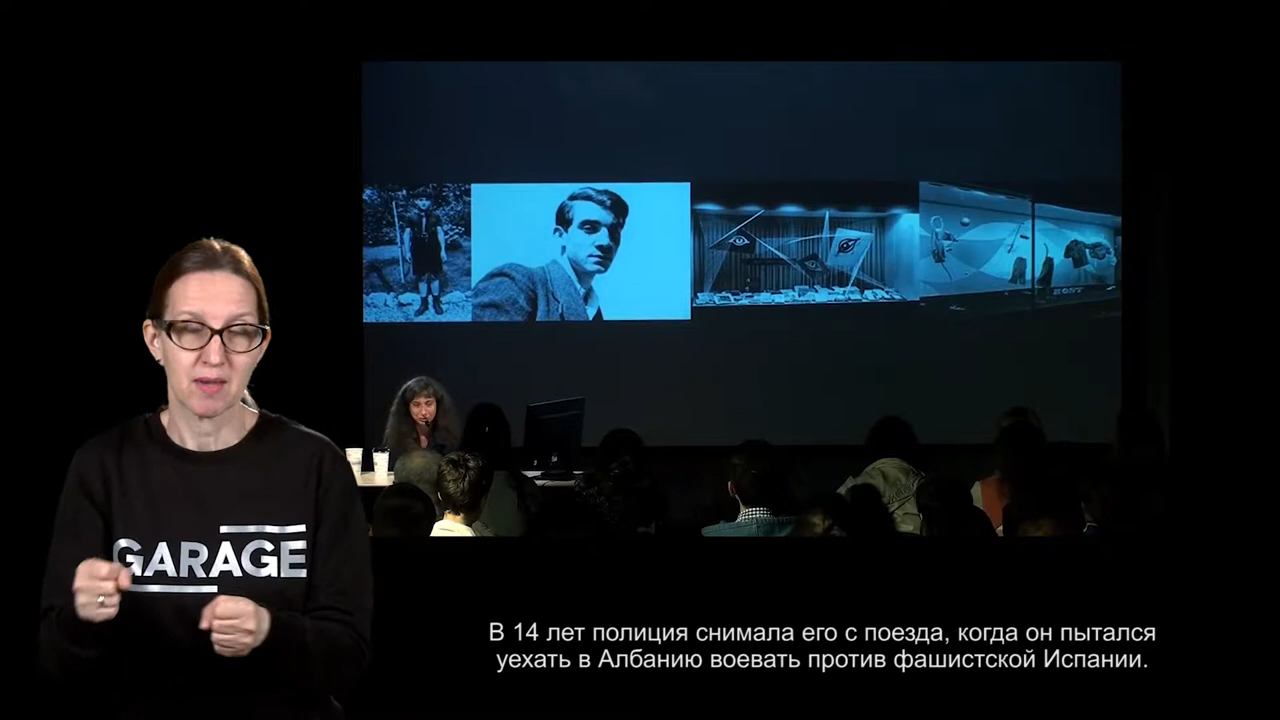 GARAGE
В 14 лет полиция снимала его с поезда, когда он пытался
уехать в Албанию воевать против фашистской Испании.